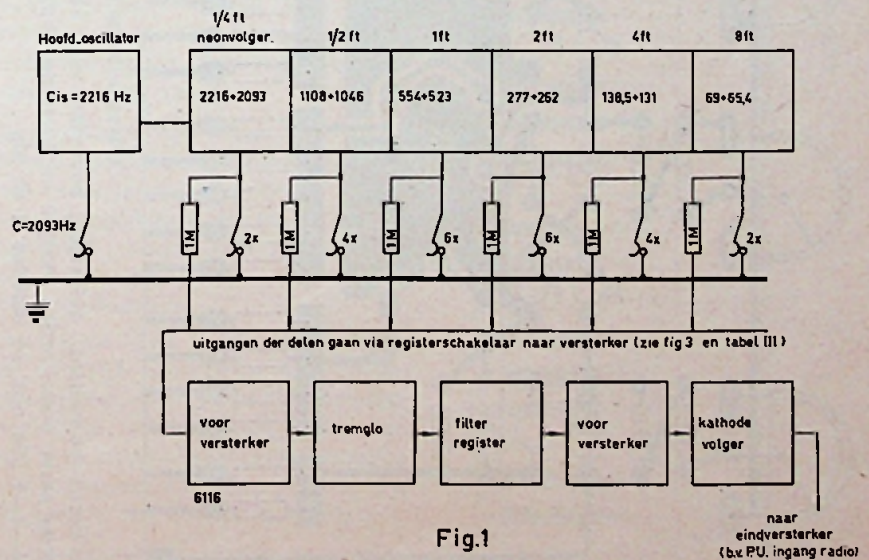 1/4 ft
Hoofd_oscillator neonvolger. 1/2 ft 1ft 2ft 4ft 8ft
Cis = 2216 Hz 2216+2093 1108+1046 554+523 277+262 138,5+131 69+65,4
C=2093Hz 1M 2x 1M 4x 1M 6x 1M 6x 1M 4x 1M 2x
uitgangen der delen gaan via registerschakelaar naar versterker (zie fig 3 en tabel III)
voor
versterker
tremolo
filter
register
voor
versterker
kathode
volger
6116
Fig.1
naar
eindversterker
(b.v. P.U. ingang radio)